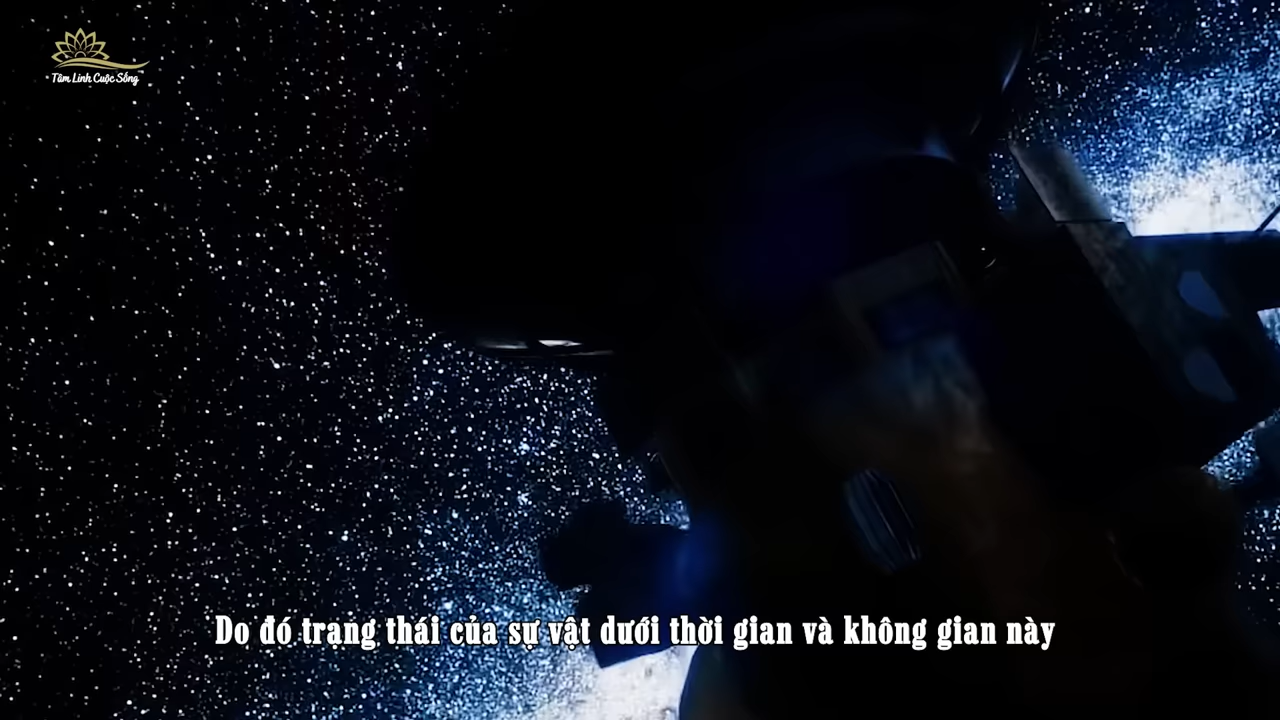 Tâm Linh Cuộc Sống
Do đó trạng thái của sự vật dưới thời gian và không gian này